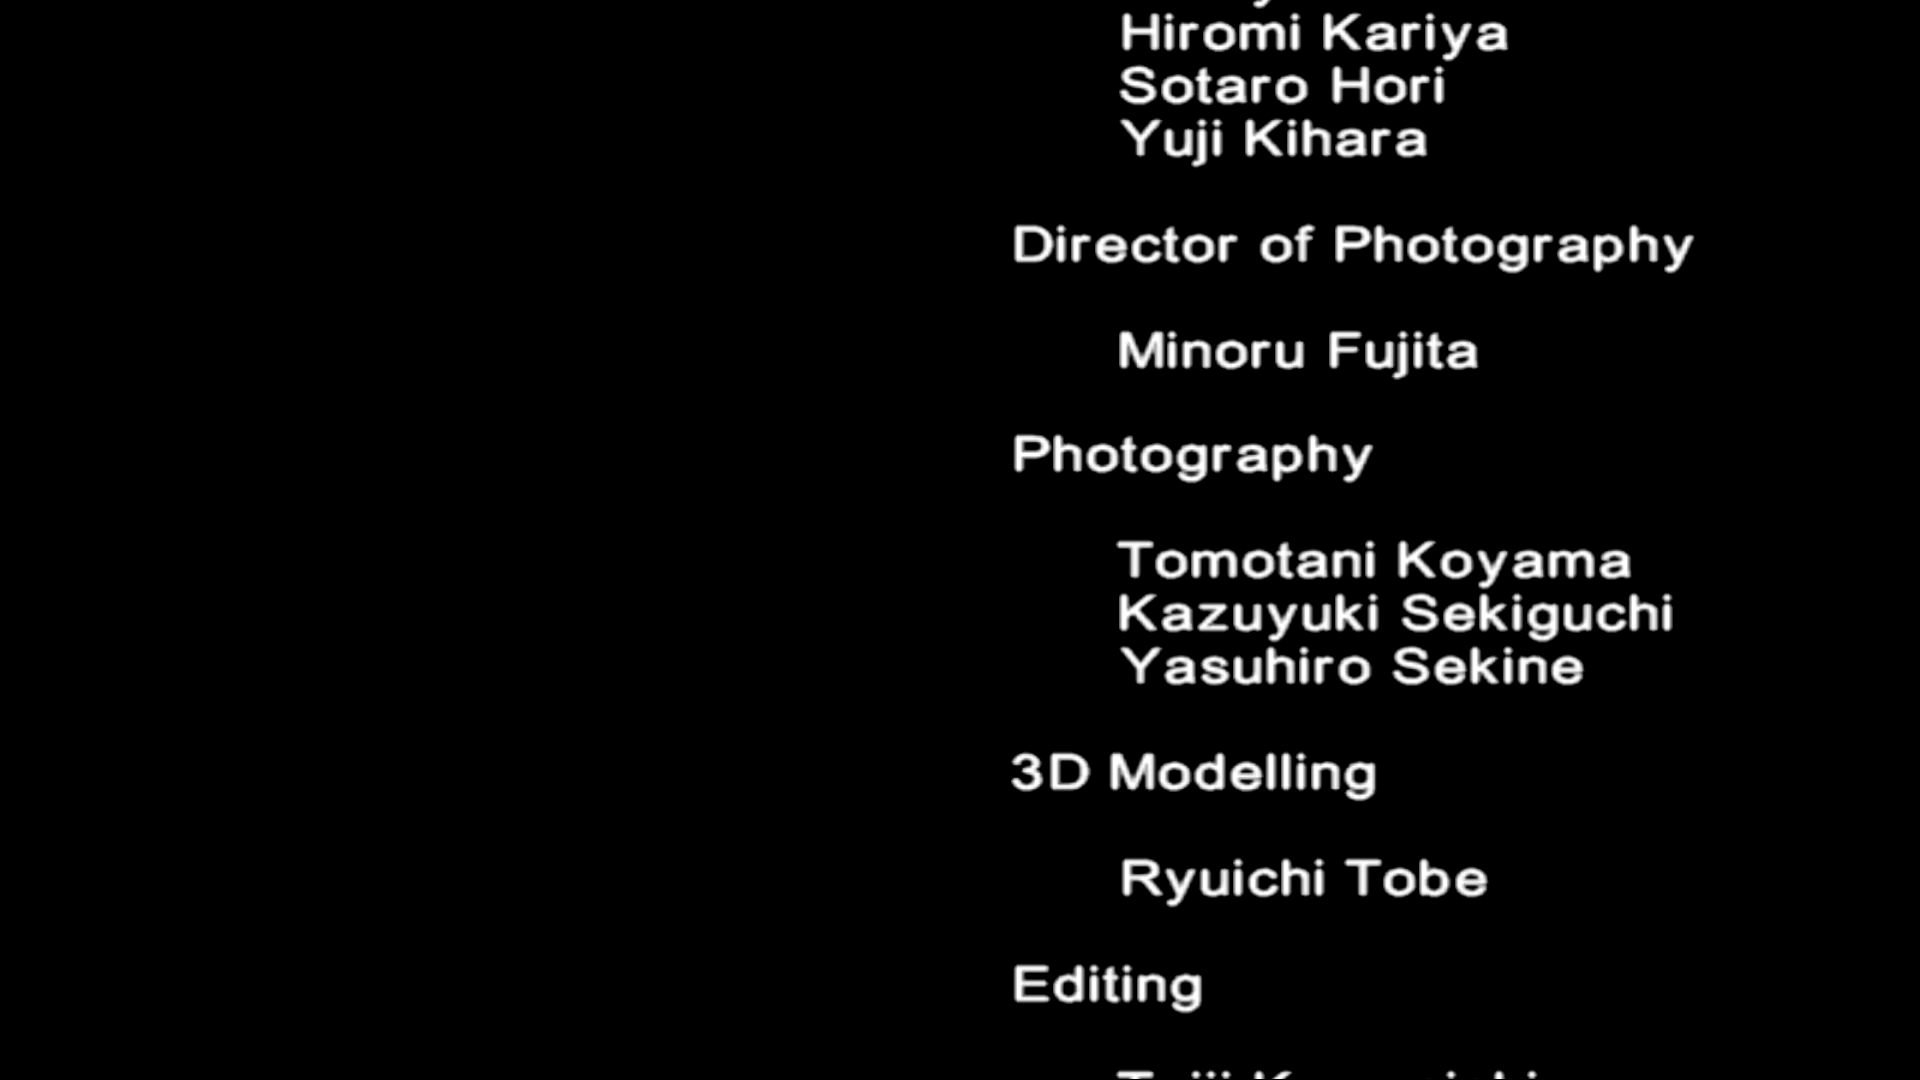 Hiromi Kariya
Sotaro Hori
Yuji Kihara
Director of Photography
Minoru Fujita
Photography
Tomotani Koyama
Kazuyuki Sekiguchi
Yasuhiro Sekine
3D Modelling
Ryuichi Tobe
Editing